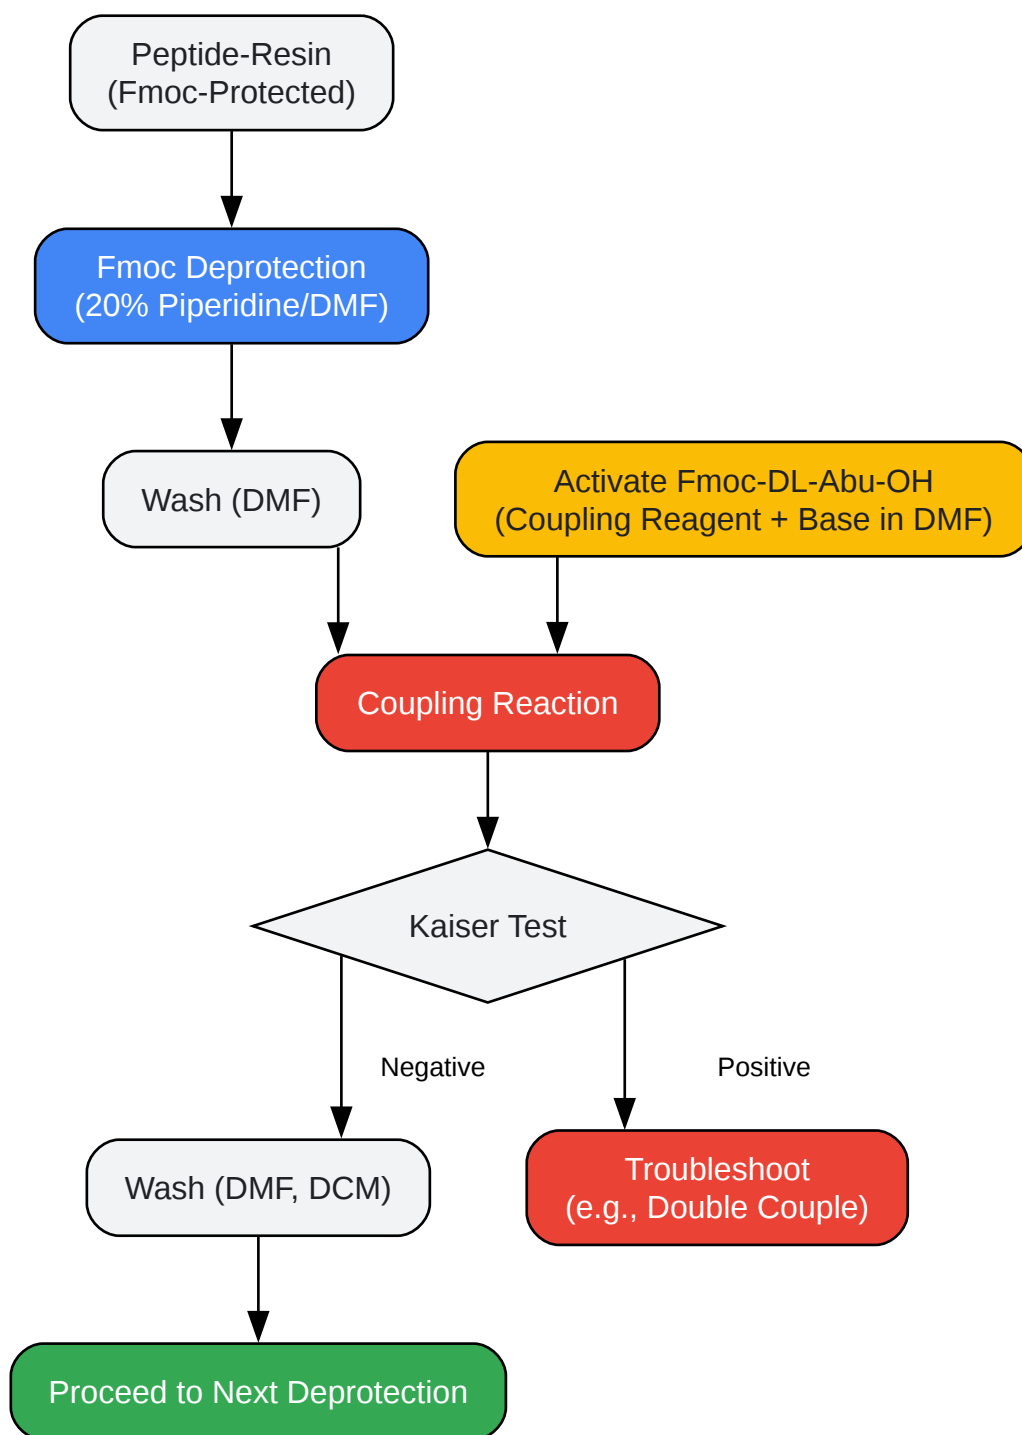 Peptide-Resin
(Fmoc-Protected)
Fmoc Deprotection
(20% Piperidine/DMF)
Wash (DMF)
Activate Fmoc-DL-Abu-OH
(Coupling Reagent + Base in DMF)
Coupling Reaction
Kaiser Test
Negative
Positive
Wash (DMF, DCM)
Troubleshoot
(e.g., Double Couple)
Proceed to Next Deprotection